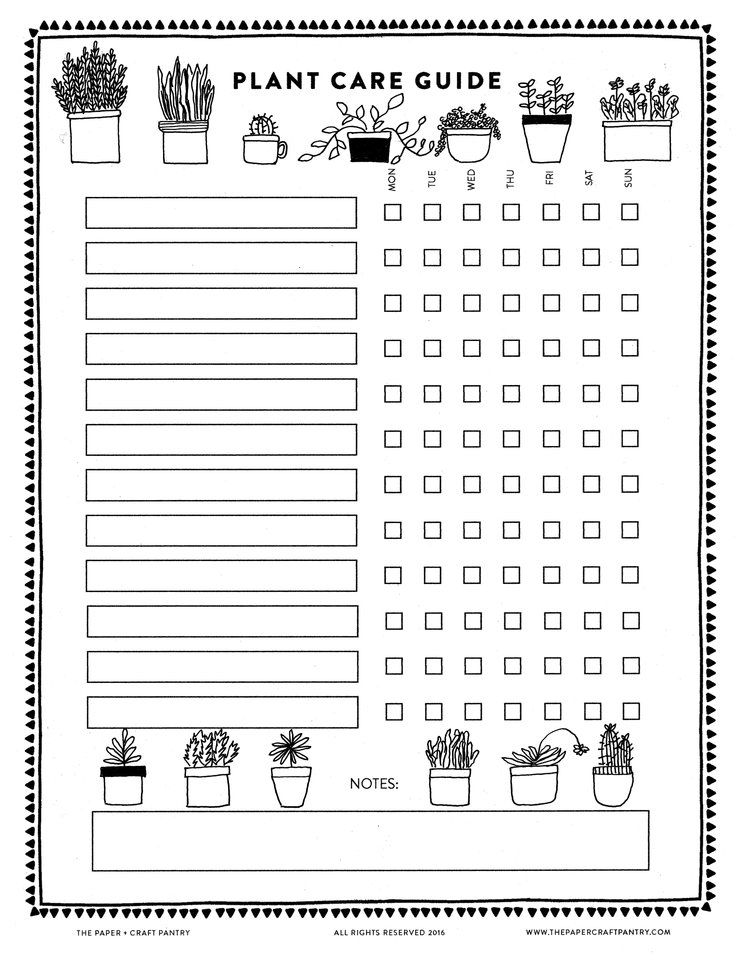 PLANT CARE GUIDE
MON TUE WED THU FRI SAT SUN
NOTES:
THE PAPER + CRAFT PANTRY ALL RIGHTS RESERVED 2016 WWW.THEPAPERCRAFTPANTRY.COM